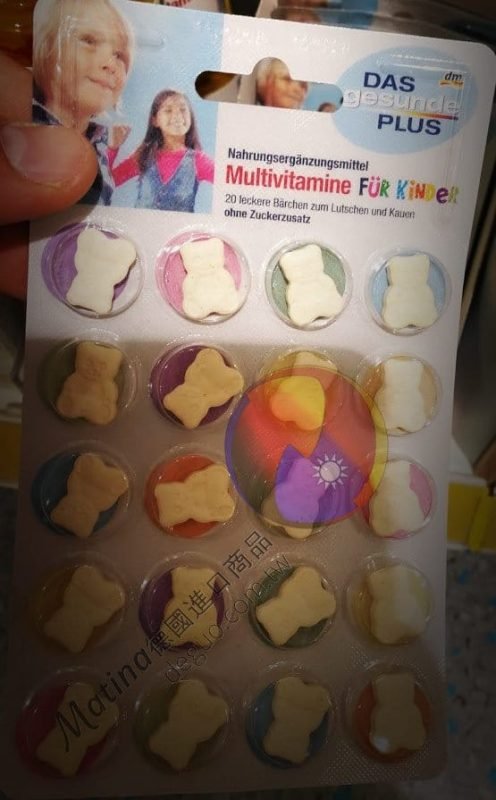 dm
DAS
gesunde
PLUS
Nahrungsergänzungsmittel
Multivitamine FÜR KiNDER
20 leckere Bärchen zum Lutschen und Kauen
ohne Zuckerzusatz
Matina德國進口商品
deguo.com.tw